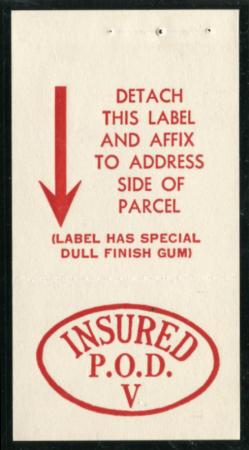 DETACH
THIS LABEL
AND AFFIX
TO ADDRESS
SIDE OF
PARCEL
(LABEL HAS SPECIAL
DULL FINISH GUM)
INSURED
P.O.D.
V